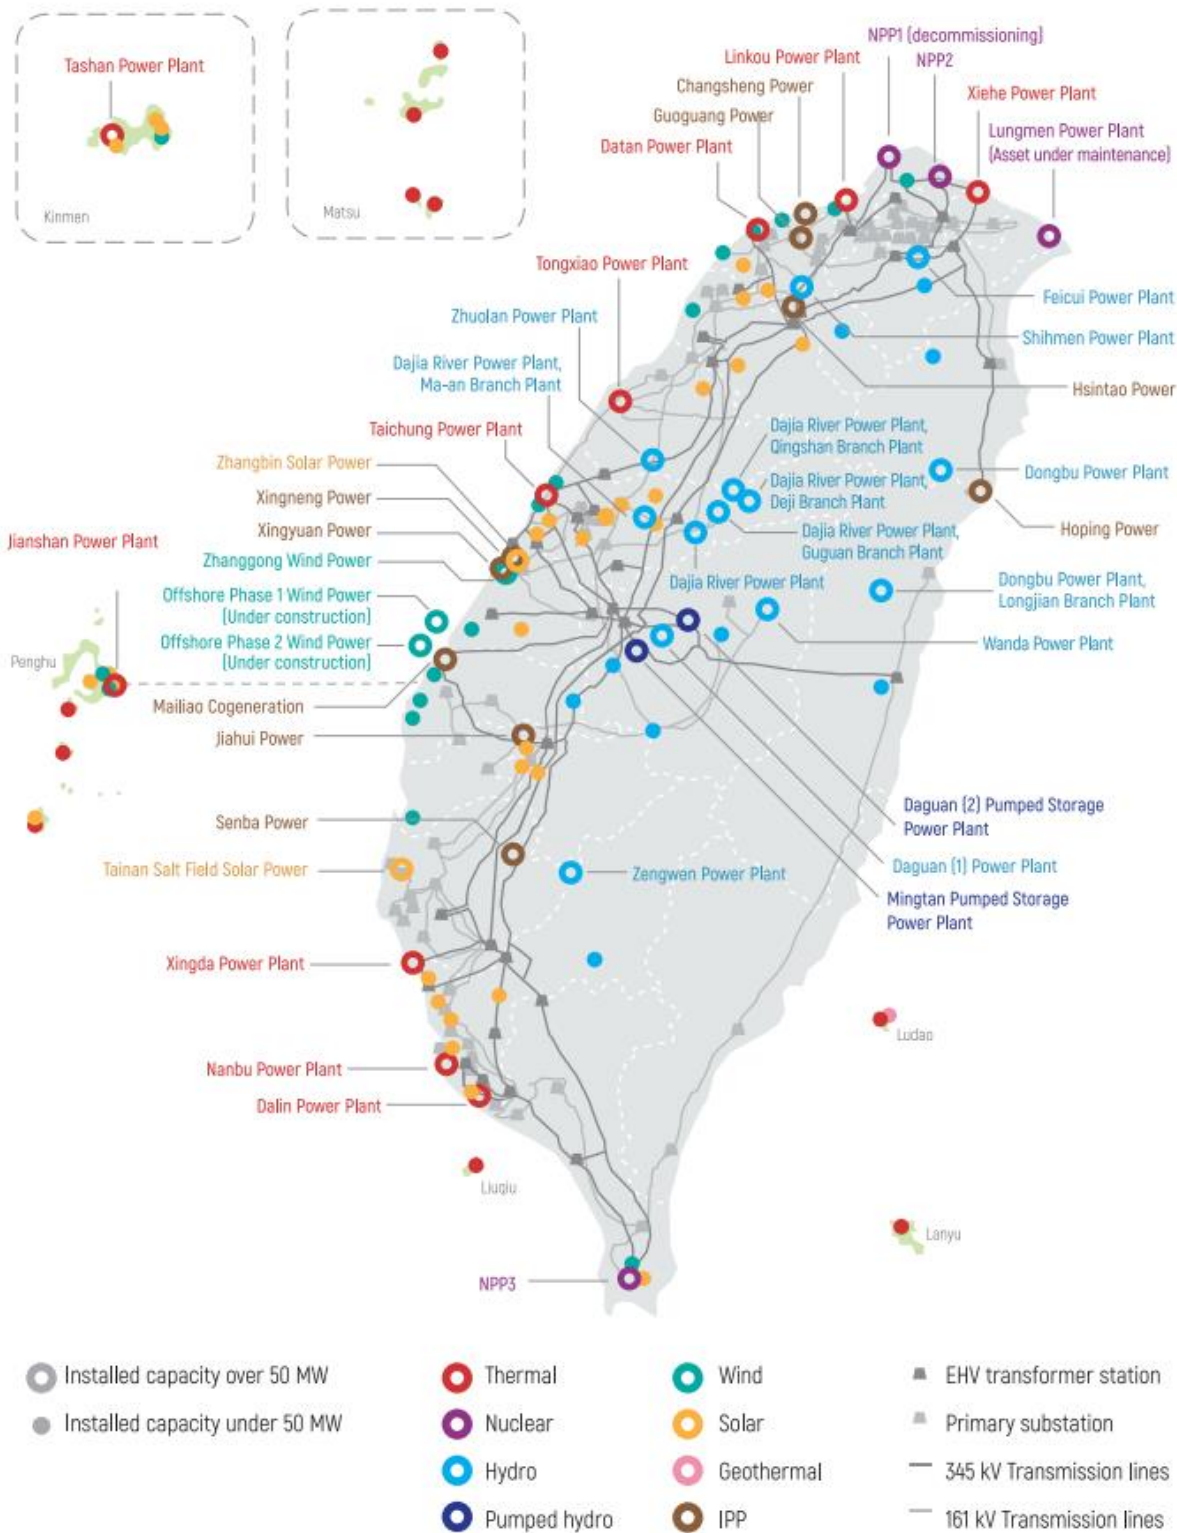 Tashan Power Plant
Kinmen
Matsu
NPP1 (decommissioning)
NPP2
Linkou Power Plant
Changsheng Power
Guoguang Power
Datan Power Plant
Xiehe Power Plant
Lungmen Power Plant
(Asset under maintenance)
Tongxiao Power Plant
Zhuolan Power Plant
Dajia River Power Plant,
Ma-an Branch Plant
Taichung Power Plant
Zhangbin Solar Power
Xingneng Power
Xingyuan Power
Zhanggong Wind Power
Offshore Phase 1 Wind Power
(Under construction)
Offshore Phase 2 Wind Power
(Under construction)
Jianshan Power Plant
Penghu
Mailiao Cogeneration
Jiahui Power
Senba Power
Tainan Salt Field Solar Power
Xingda Power Plant
Nanbu Power Plant
Dalin Power Plant
Liuqiu
NPP3
Feicui Power Plant
Shihmen Power Plant
Hsintao Power
Dajia River Power Plant,
Qingshan Branch Plant
Dajia River Power Plant,
Deji Branch Plant
Dajia River Power Plant,
Guguan Branch Plant
Dajia River Power Plant
Dongbu Power Plant
Hoping Power
Dongbu Power Plant,
Longjian Branch Plant
Wanda Power Plant
Daguan (2) Pumped Storage
Power Plant
Daguan (1) Power Plant
Mingtan Pumped Storage
Power Plant
Zengwen Power Plant
Ludao
Lanyu
Installed capacity over 50 MW
Installed capacity under 50 MW
Thermal
Nuclear
Hydro
Pumped hydro
Wind
Solar
Geothermal
IPP
EHV transformer station
Primary substation
345 kV Transmission lines
161 kV Transmission lines